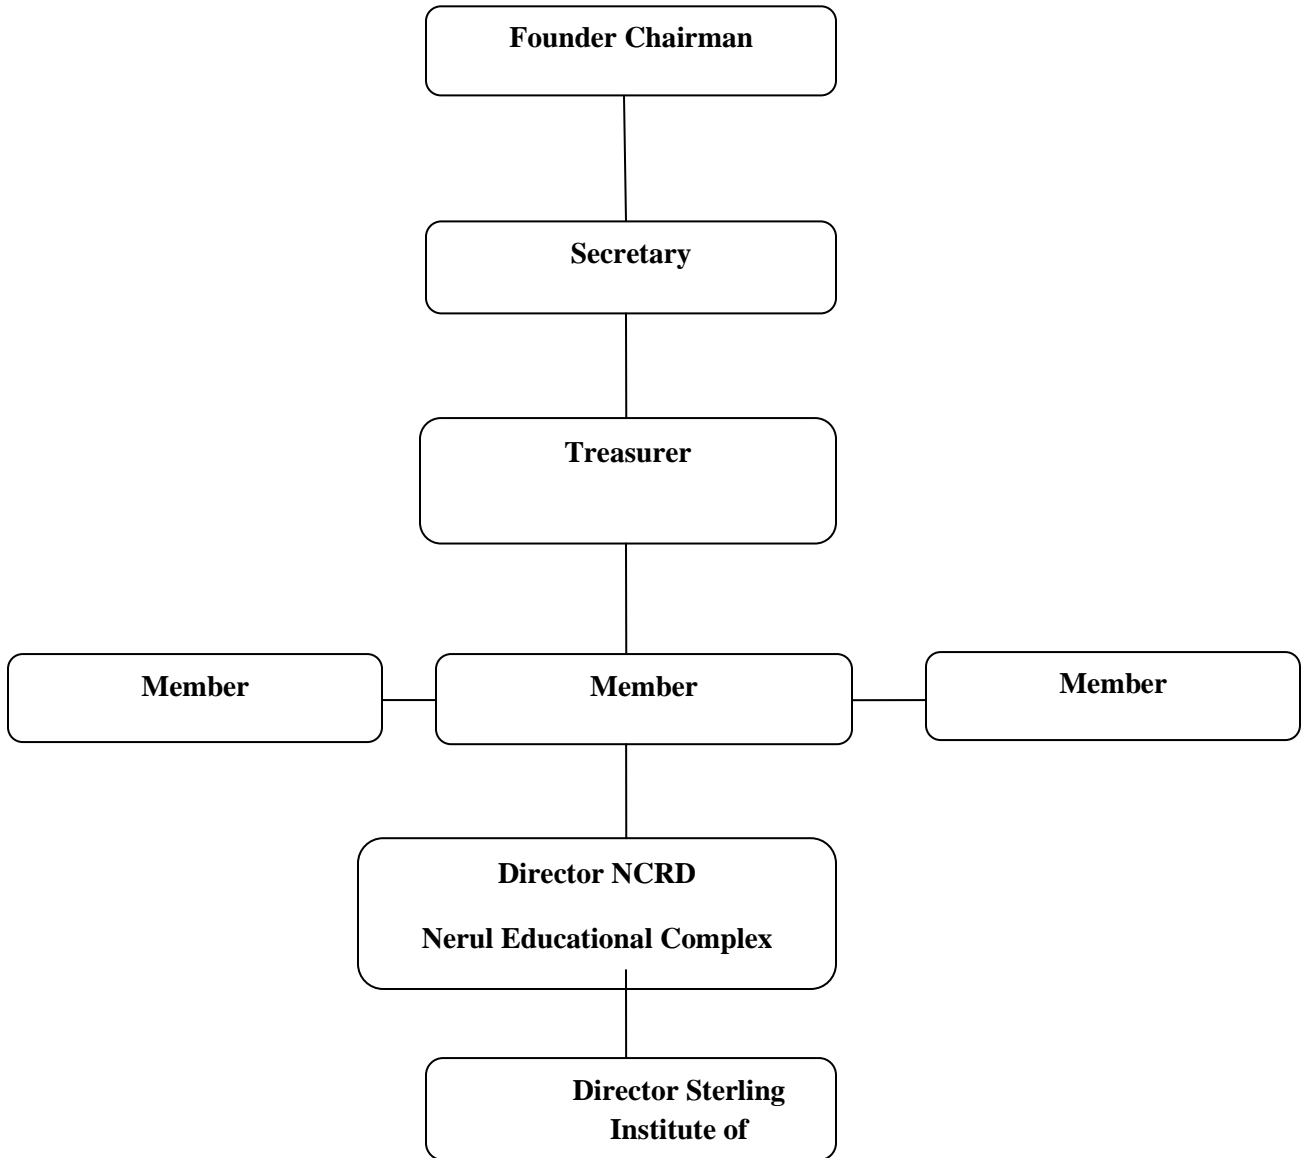 Founder Chairman
Secretary
Treasurer
Member
Member
Member
Director NCRD
Nerul Educational Complex
Director Sterling
Institute of